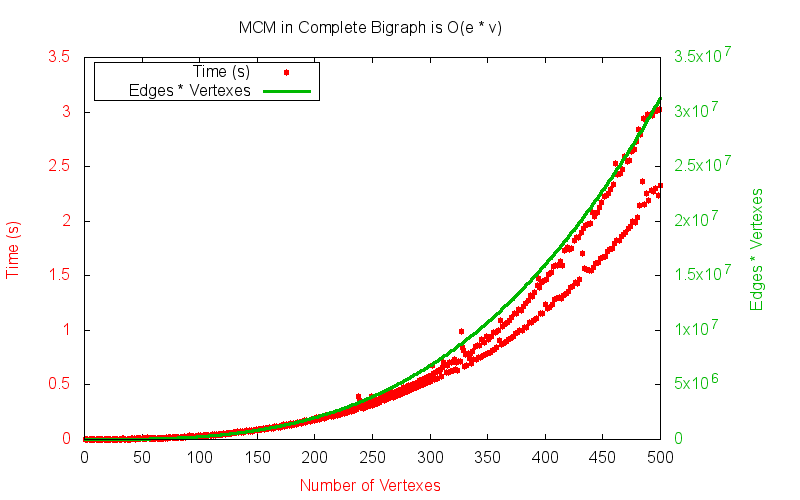 MCM in Complete Bigraph is O(e * v)
Time (s)
Edges * Vertexes
3.5
3
2.5
2
1.5
1
0.5
0
3.5x10⁷
3x10⁷
2.5x10⁷
2x10⁷
1.5x10⁷
1x10⁷
5x10⁶
0
Time (s)
Edges * Vertexes
0 50 100 150 200 250 300 350 400 450 500
Number of Vertexes